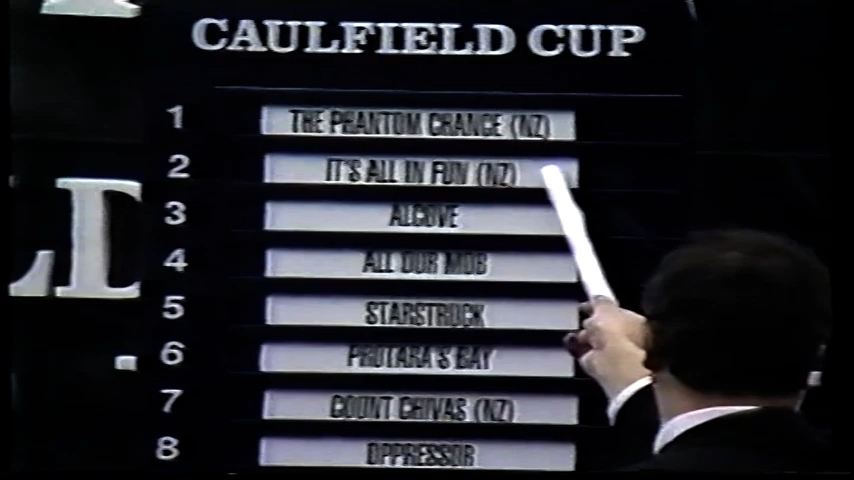 CAULFIELD CUP
1 THE PHANTOM CHANCE (NZ)
2 IT'S ALL IN FUN (NZ)
3 ALCOVE
4 ALL OUR MOB
5 STARSTRUCK
6 PROTARA'S BAY
7 COUNT CHIVAS (NZ)
8 OPPRESSOR